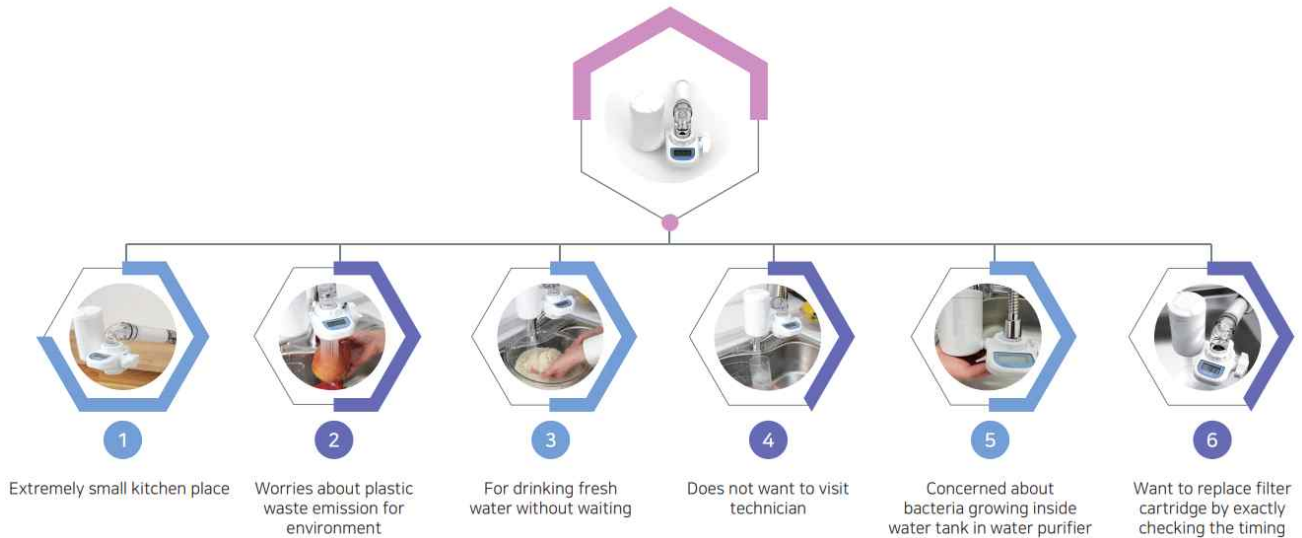 1
Extremely small kitchen place
2
Worries about plastic
waste emission for
environment
3
For drinking fresh
water without waiting
4
Does not want to visit
technician
5
Concerned about
bacteria growing inside
water tank in water purifier
6
Want to replace filter
cartridge by exactly
checking the timing